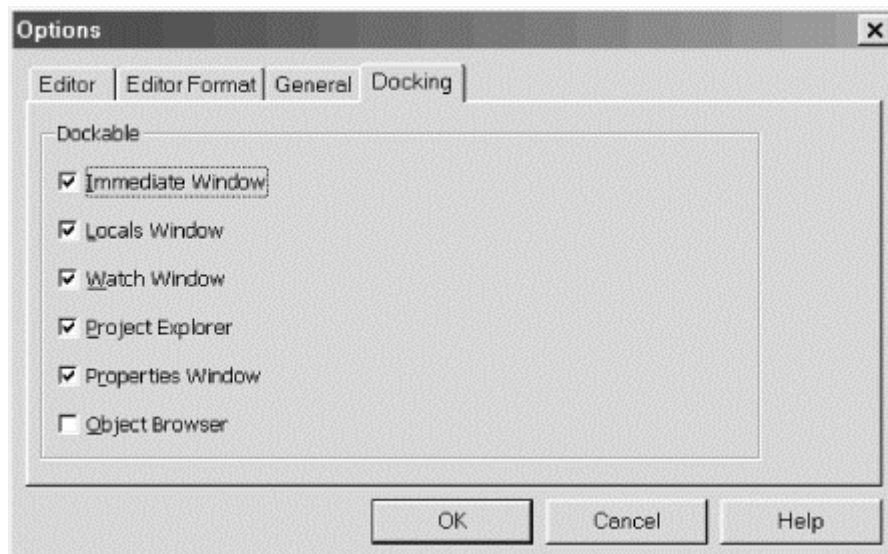 Options
Editor Editor Format General Docking
Dockable
Immediate Window
Locals Window
Watch Window
Project Explorer
Properties Window
Object Browser
OK Cancel Help